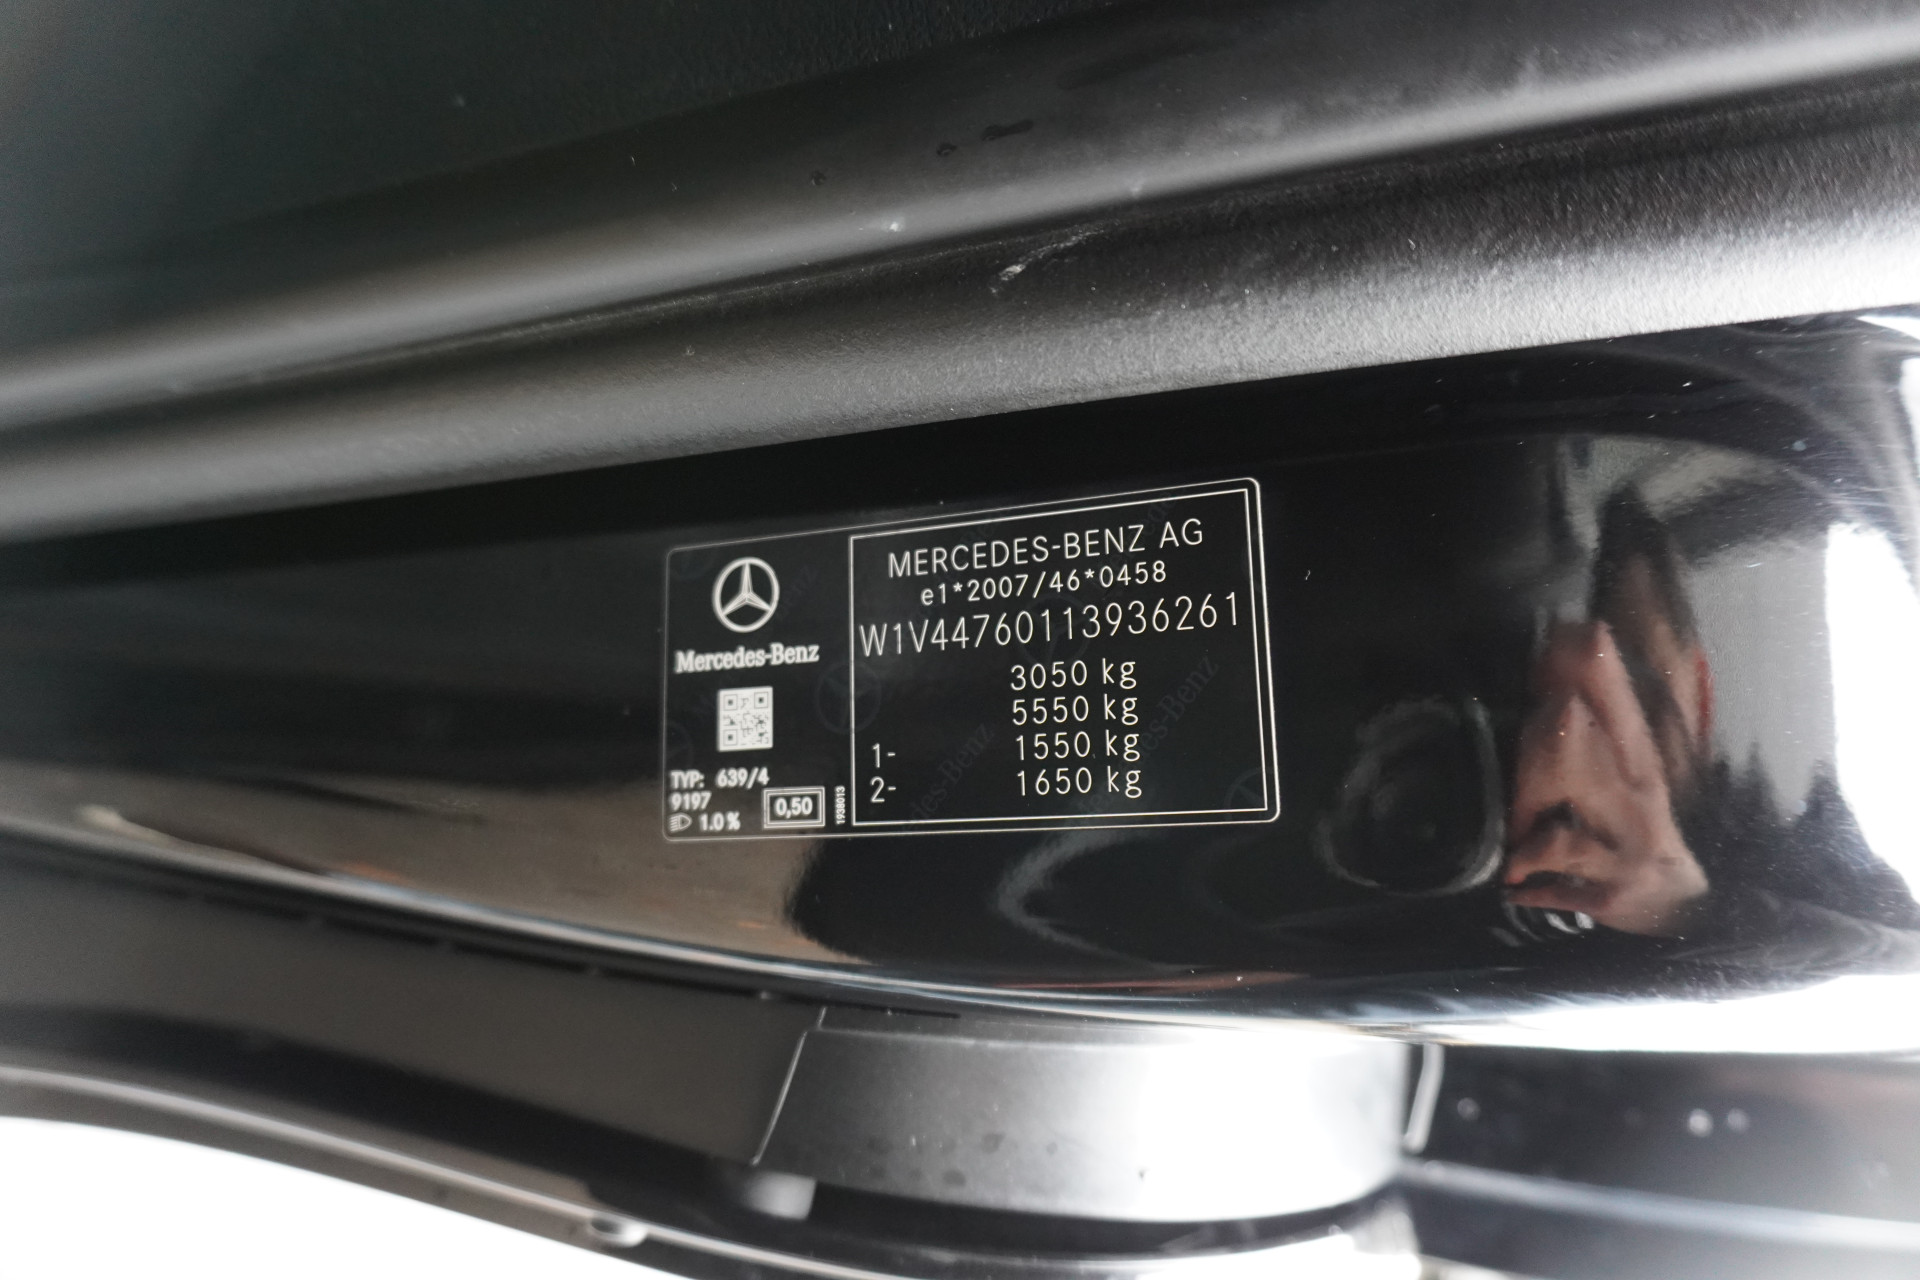 Mercedes-Benz
TYP: 639/4
9197
1.0 %
0,50
1938013
MERCEDES-BENZ AG
e1*2007/46*0458
W1V44760113936261
3050 kg
5550 kg
1- 1550 kg
2- 1650 kg